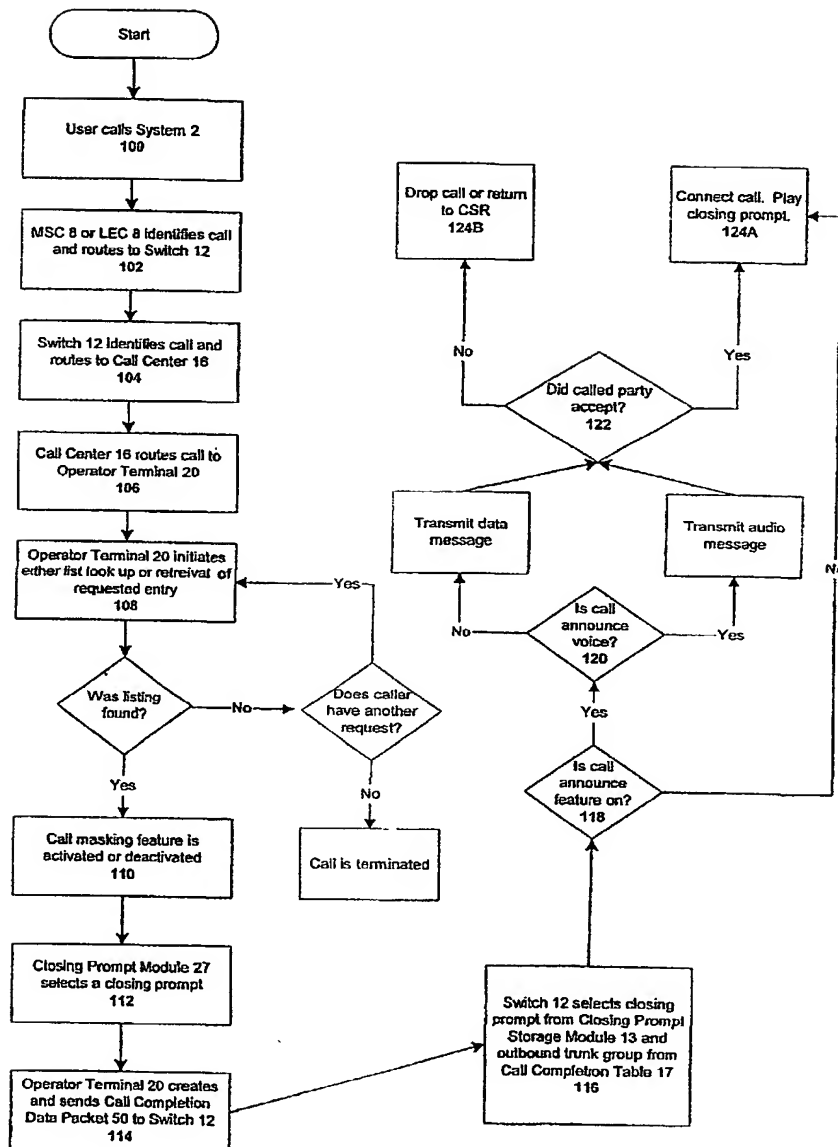 Start
User calls System 2
100
MSC 8 or LEC 8 identifies call
and routes to Switch 12
102
Switch 12 identifies call and
routes to Call Center 16
104
Call Center 16 routes call to
Operator Terminal 20
106
Operator Terminal 20 initiates
either list look up or retreival of
requested entry
108
Was listing
found?
No
Does caller
have another
request?
Yes
No
Call is terminated
Yes
Call masking feature is
activated or deactivated
110
Closing Prompt Module 27
selects a closing prompt
112
Operator Terminal 20 creates
and sends Call Completion
Data Packet 50 to Switch 12
114
Switch 12 selects closing
prompt from Closing Prompt
Storage Module 13 and
outbound trunk group from
Call Completion Table 17
116
Is call
announce
feature on?
118
No
Yes
Is call
announce
voice?
120
No
Yes
Transmit data
message
Transmit audio
message
Did called party
accept?
122
No
Yes
Drop call or return
to CSR
124B
Connect call. Play
closing prompt.
124A